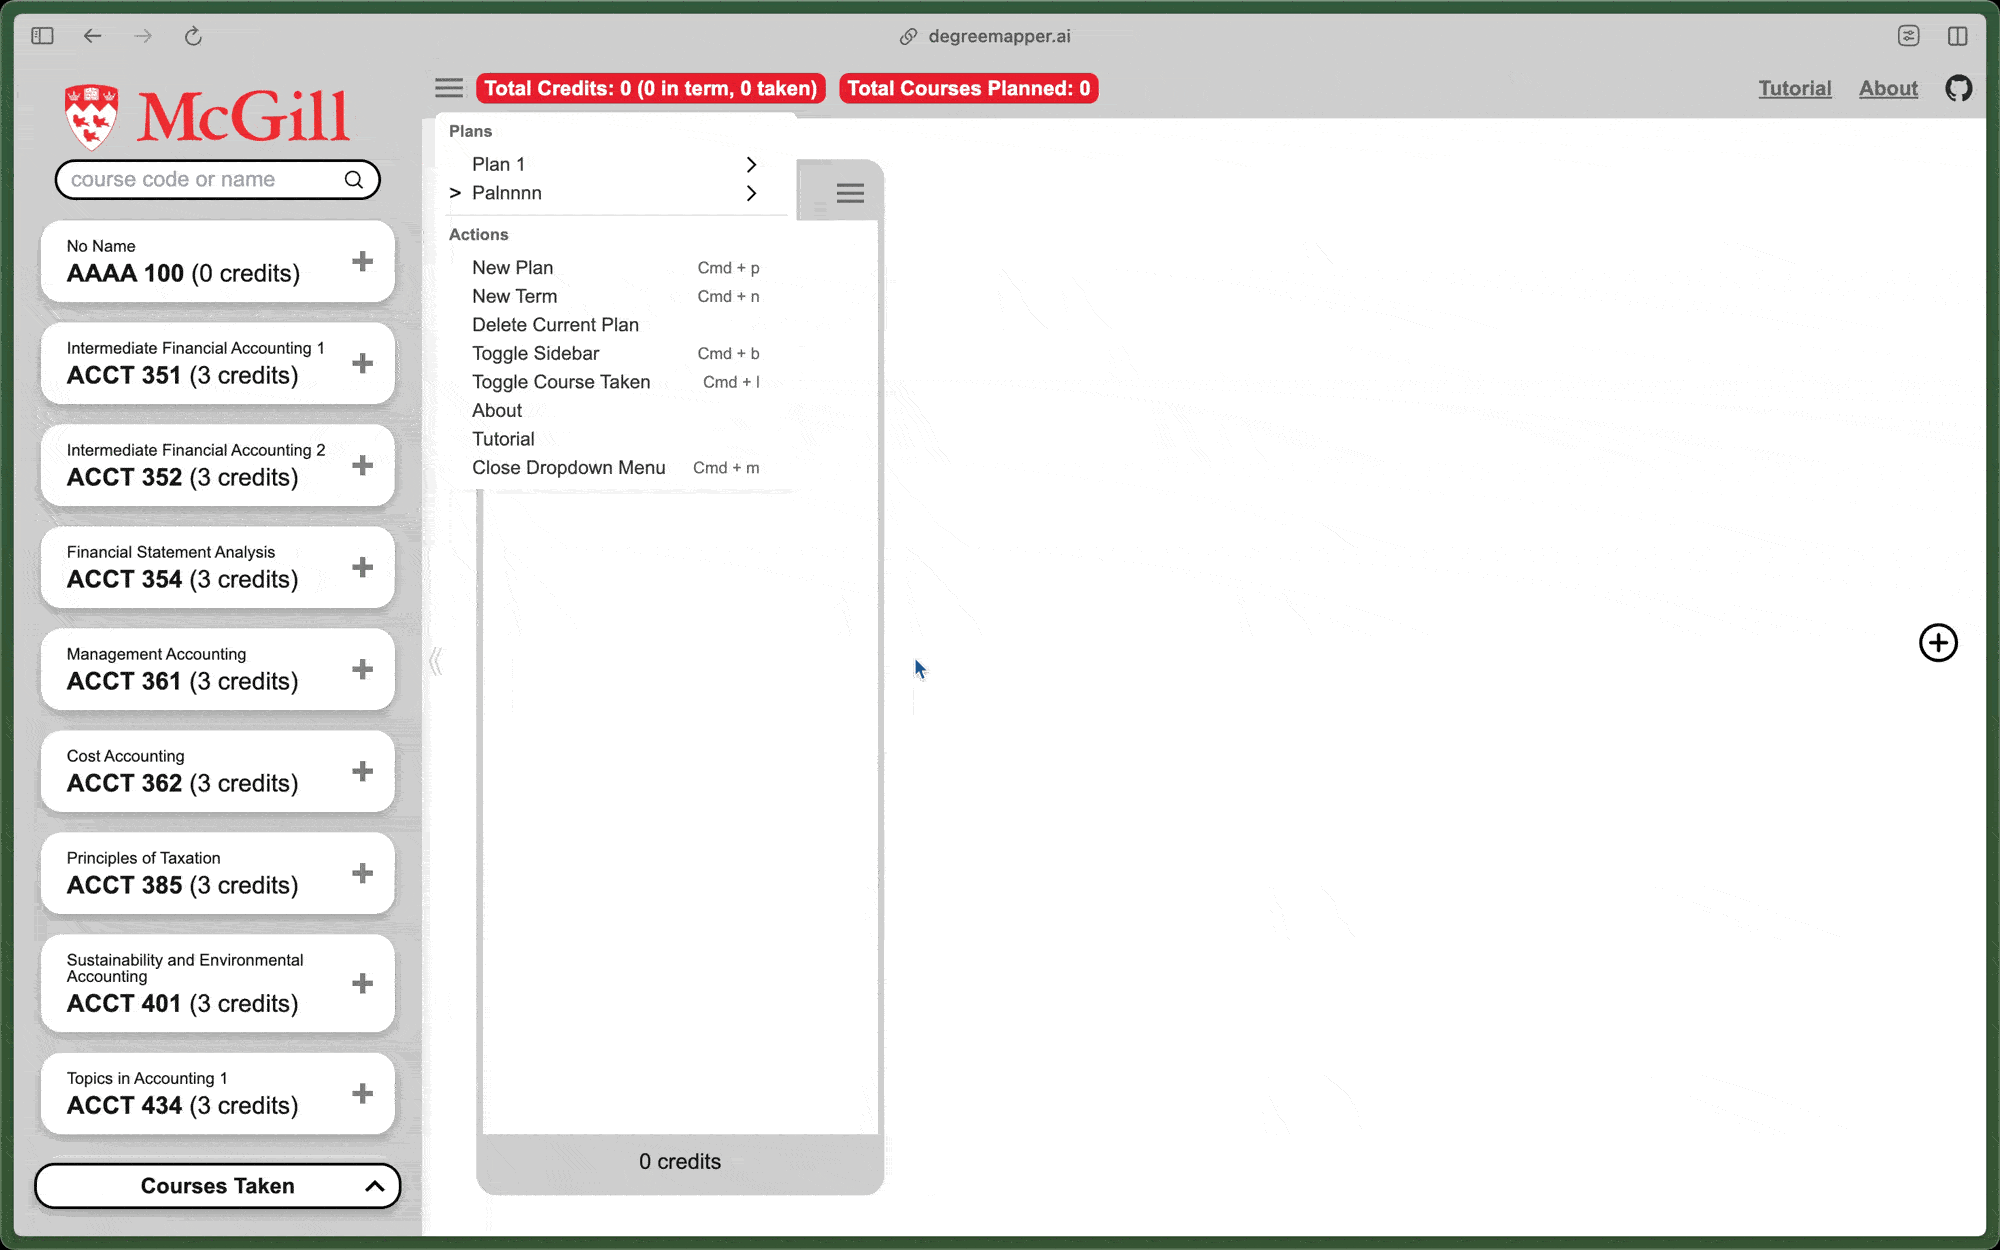 degreemapper.ai
McGill
course code or name
No Name
AAAA 100 (0 credits)
Intermediate Financial Accounting 1
ACCT 351 (3 credits)
Intermediate Financial Accounting 2
ACCT 352 (3 credits)
Financial Statement Analysis
ACCT 354 (3 credits)
Management Accounting
ACCT 361 (3 credits)
Cost Accounting
ACCT 362 (3 credits)
Principles of Taxation
ACCT 385 (3 credits)
Sustainability and Environmental
Accounting
ACCT 401 (3 credits)
Topics in Accounting 1
ACCT 434 (3 credits)
Courses Taken
Total Credits: 0 (0 in term, 0 taken)
Total Courses Planned: 0
Tutorial
About
Plans
Plan 1
> Palnnnn
Actions
New Plan Cmd + p
New Term Cmd + n
Delete Current Plan
Toggle Sidebar Cmd + b
Toggle Course Taken Cmd + l
About
Tutorial
Close Dropdown Menu Cmd + m
0 credits